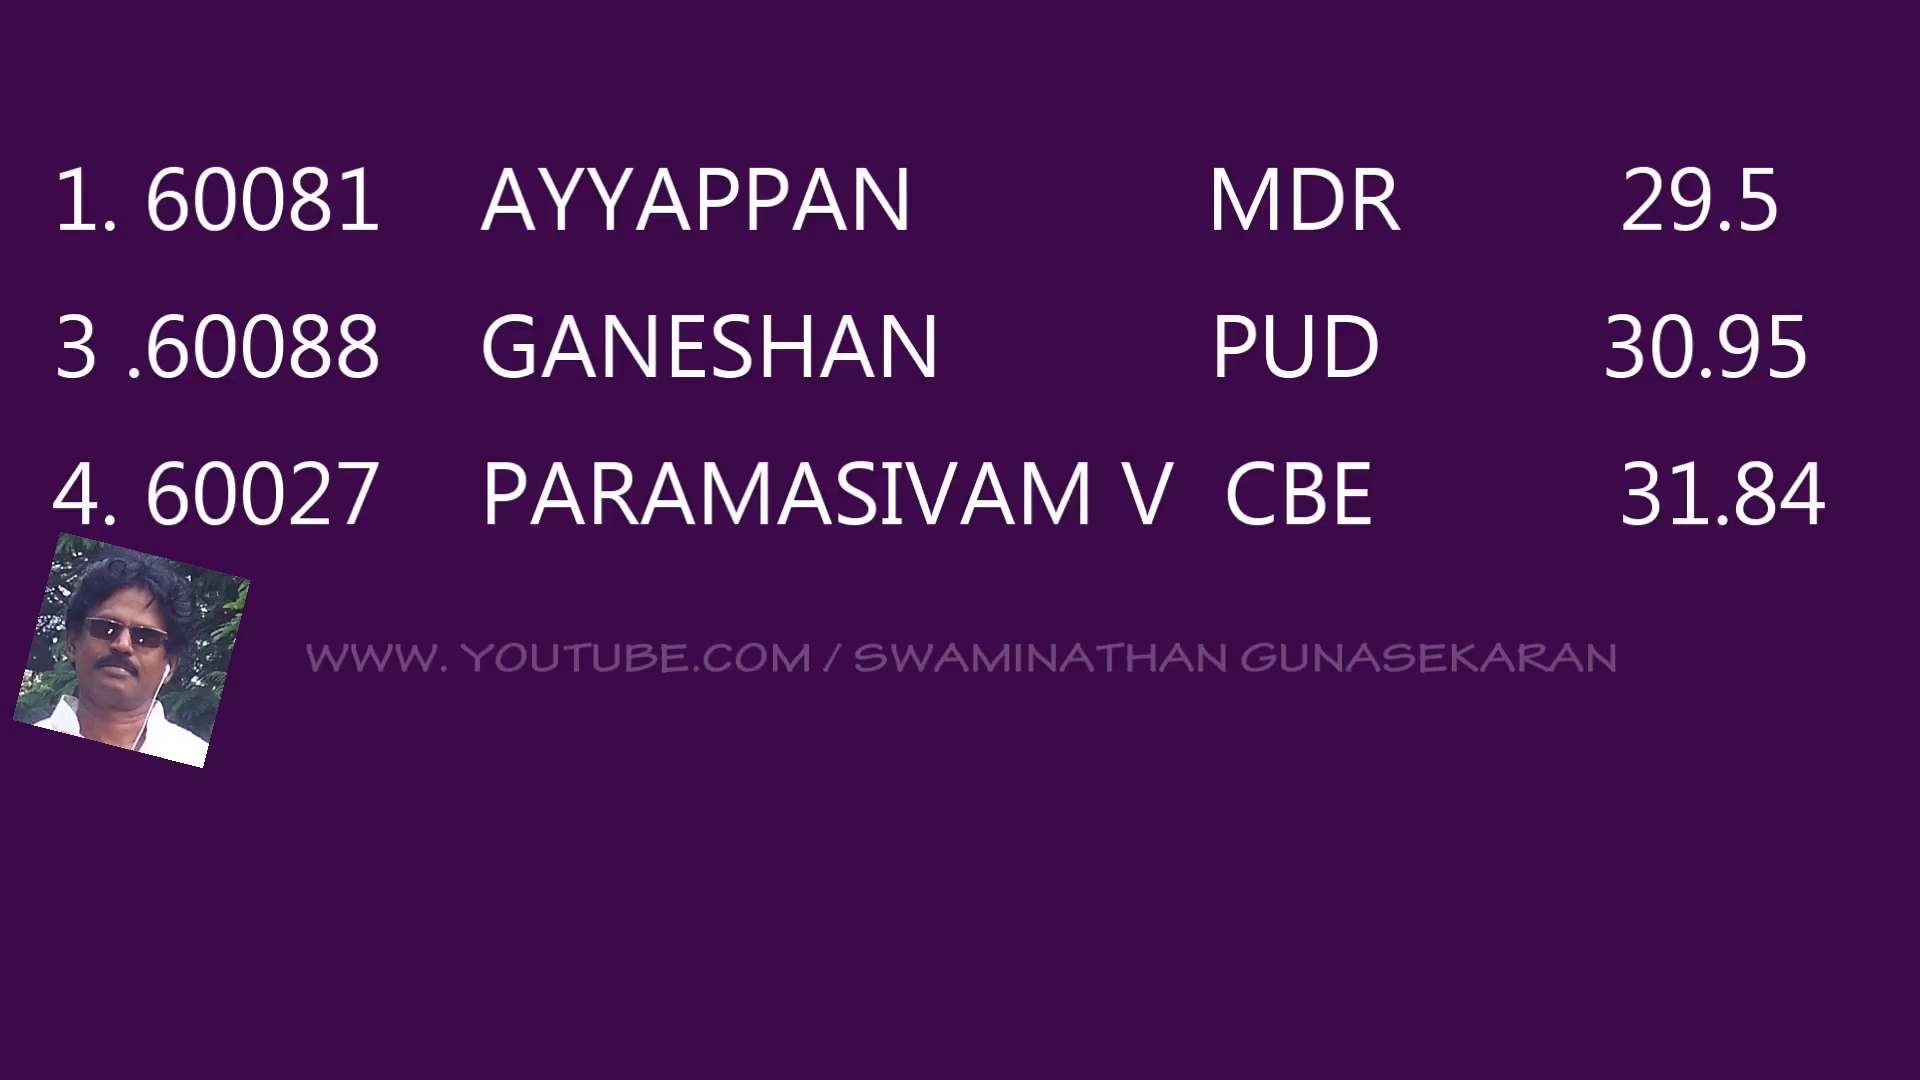 1. 60081 AYYAPPAN MDR 29.5
3 .60088 GANESHAN PUD 30.95
4. 60027 PARAMASIVAM V CBE 31.84
WWW. YOUTUBE.COM / SWAMINATHAN GUNASEKARAN